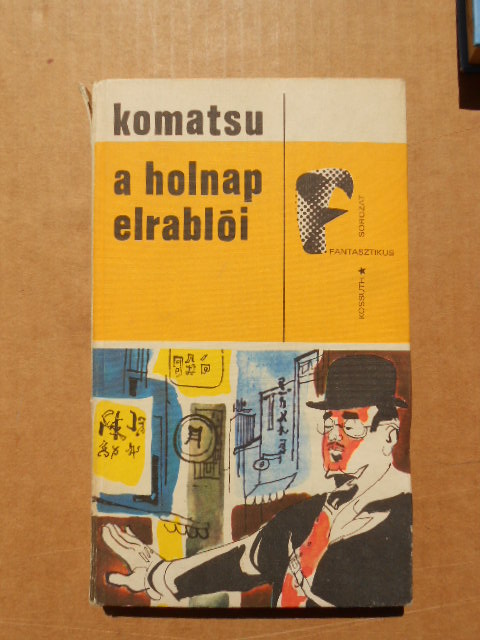 komatsu
a holnap
elrablói
FANTASZTIKUS
SOROZAT
KOSSUTH ★